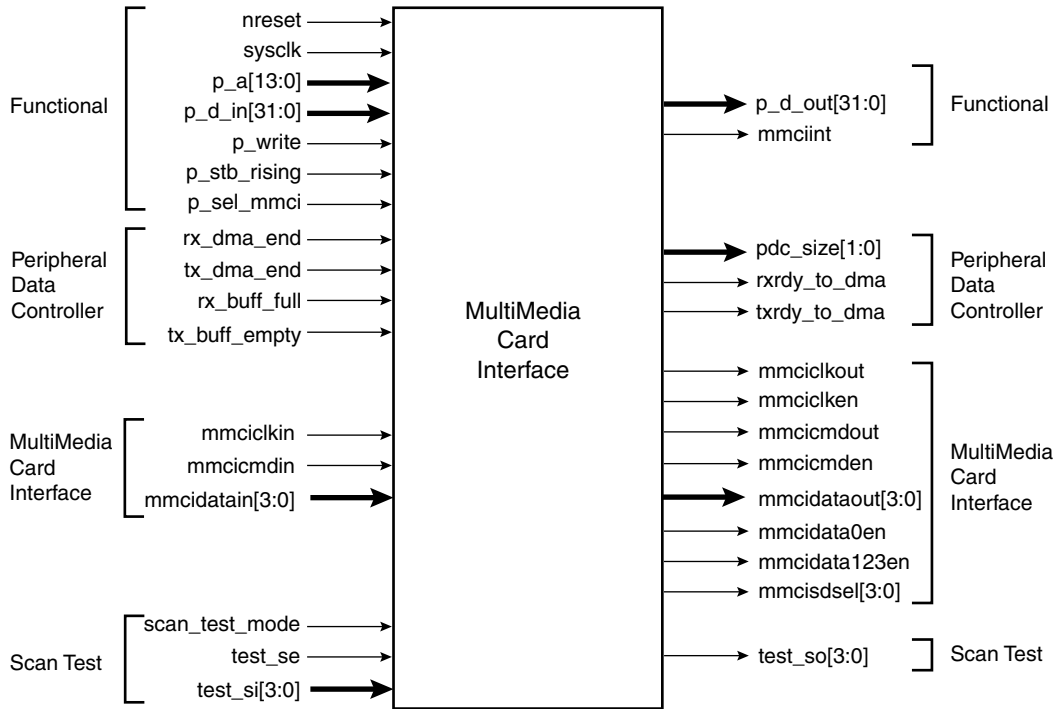 Functional
nreset
sysclk
p_a[13:0]
p_d_in[31:0]
p_write
p_stb_rising
p_sel_mmci
Peripheral
Data
Controller
rx_dma_end
tx_dma_end
rx_buff_full
tx_buff_empty
MultiMedia
Card
Interface
mmciclkin
mmcicmdin
mmcidatain[3:0]
Scan Test
scan_test_mode
test_se
test_si[3:0]
MultiMedia
Card
Interface
p_d_out[31:0]
mmciint
Functional
pdc_size[1:0]
rxrdy_to_dma
txrdy_to_dma
Peripheral
Data
Controller
mmciclkout
mmciclken
mmcicmdout
mmcicmden
mmcidataout[3:0]
mmcidata0en
mmcidata123en
mmcisdsel[3:0]
MultiMedia
Card
Interface
test_so[3:0]
Scan Test